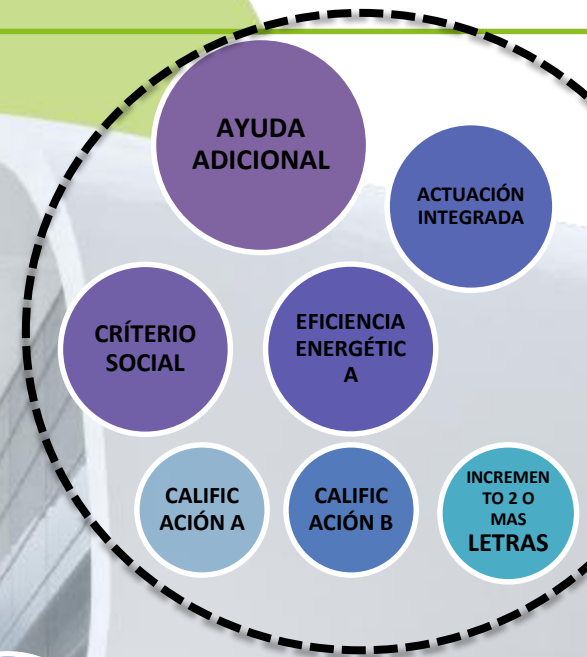 AYUDA
ADICIONAL
ACTUACIÓN
INTEGRADA
CRÍTERIO
SOCIAL
EFICIENCIA
ENERGÉTIC
A
CALIFIC
ACIÓN A
CALIFIC
ACIÓN B
INCREMEN
TO 2 O
MAS
LETRAS